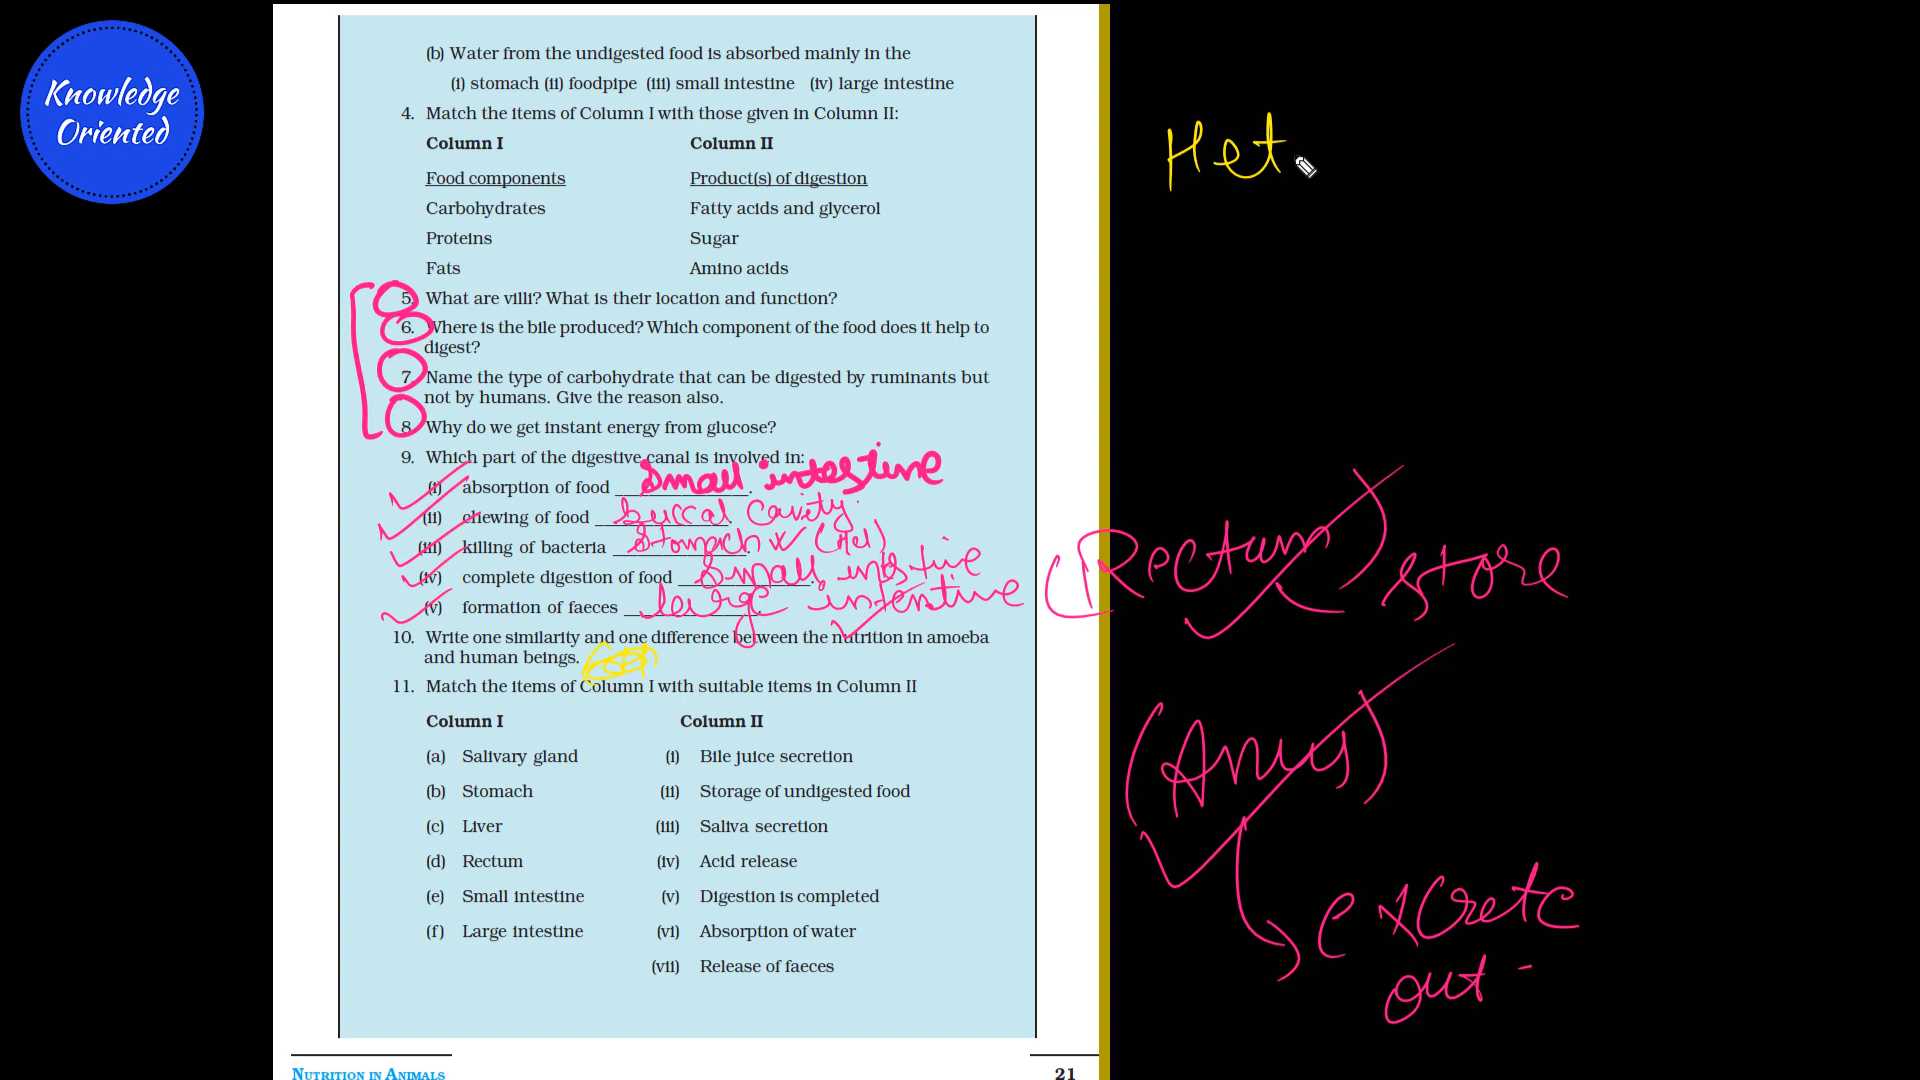 Knowledge
Oriented
(b) Water from the undigested food is absorbed mainly in the
(i) stomach (ii) foodpipe (iii) small intestine (iv) large intestine
4. Match the items of Column I with those given in Column II:
Column I Column II
Food components Product(s) of digestion
Carbohydrates Fatty acids and glycerol
Proteins Sugar
Fats Amino acids
5. What are villi? What is their location and function?
6. Where is the bile produced? Which component of the food does it help to
digest?
7. Name the type of carbohydrate that can be digested by ruminants but
not by humans. Give the reason also.
8. Why do we get instant energy from glucose?
9. Which part of the digestive canal is involved in:
(i) absorption of food ______________. Small intestine
(ii) chewing of food ______________. buccal cavity.
(iii) killing of bacteria ______________. Stomach (Hcl)
(iv) complete digestion of food ______________. Small intestive
(v) formation of faeces ______________. large intentive
10. Write one similarity and one difference between the nutrition in amoeba
and human beings.
11. Match the items of Column I with suitable items in Column II
Column I Column II
(a) Salivary gland (i) Bile juice secretion
(b) Stomach (ii) Storage of undigested food
(c) Liver (iii) Saliva secretion
(d) Rectum (iv) Acid release
(e) Small intestine (v) Digestion is completed
(f) Large intestine (vi) Absorption of water
(vii) Release of faeces
NUTRITION IN ANIMALS 21
Het
(Rectum) store
(Anus)
excrete
out -